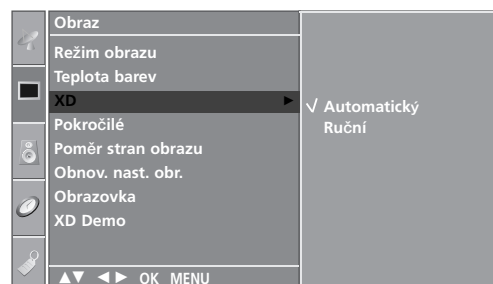 Obraz
Režim obrazu
Teplota barev
XD ►
Pokročilé
Poměr stran obrazu
Obnov. nast. obr.
Obrazovka
XD Demo
√ Automatický
Ruční
▲▼ ◄► OK MENU